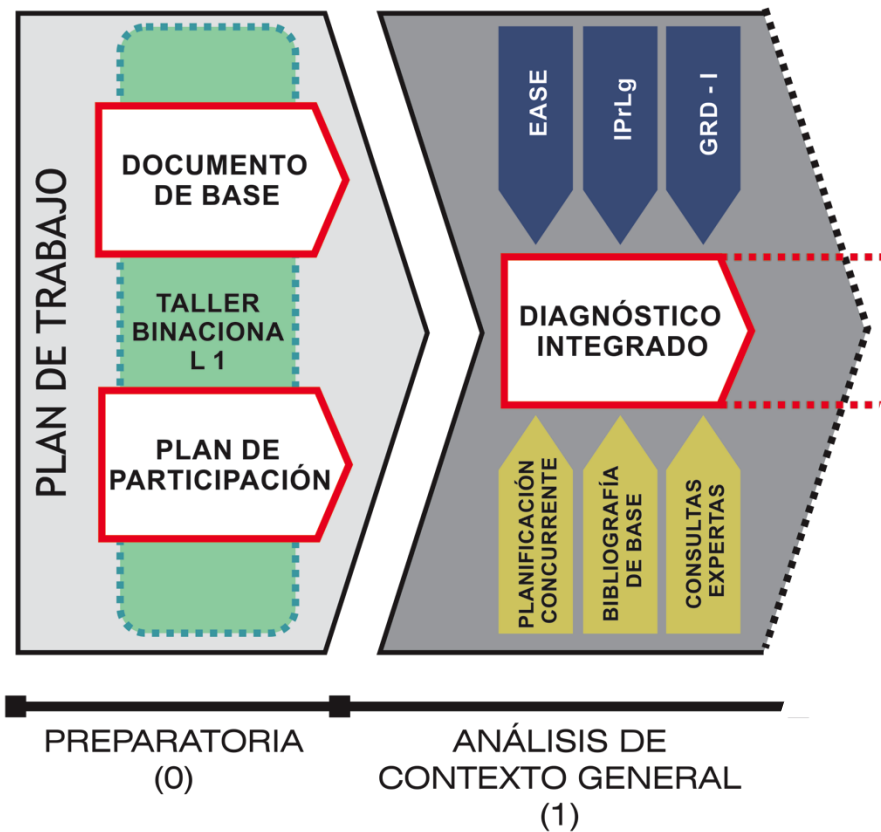 PLAN DE TRABAJO
DOCUMENTO
DE BASE
TALLER
BINACIONA
L 1
PLAN DE
PARTICIPACIÓN
EASE
IPrLg
GRD - I
DIAGNÓSTICO
INTEGRADO
PLANIFICACIÓN
CONCURRENTE
BIBLIOGRAFÍA
DE BASE
CONSULTAS
EXPERTAS
PREPARATORIA
(0)
ANÁLISIS DE
CONTEXTO GENERAL
(1)